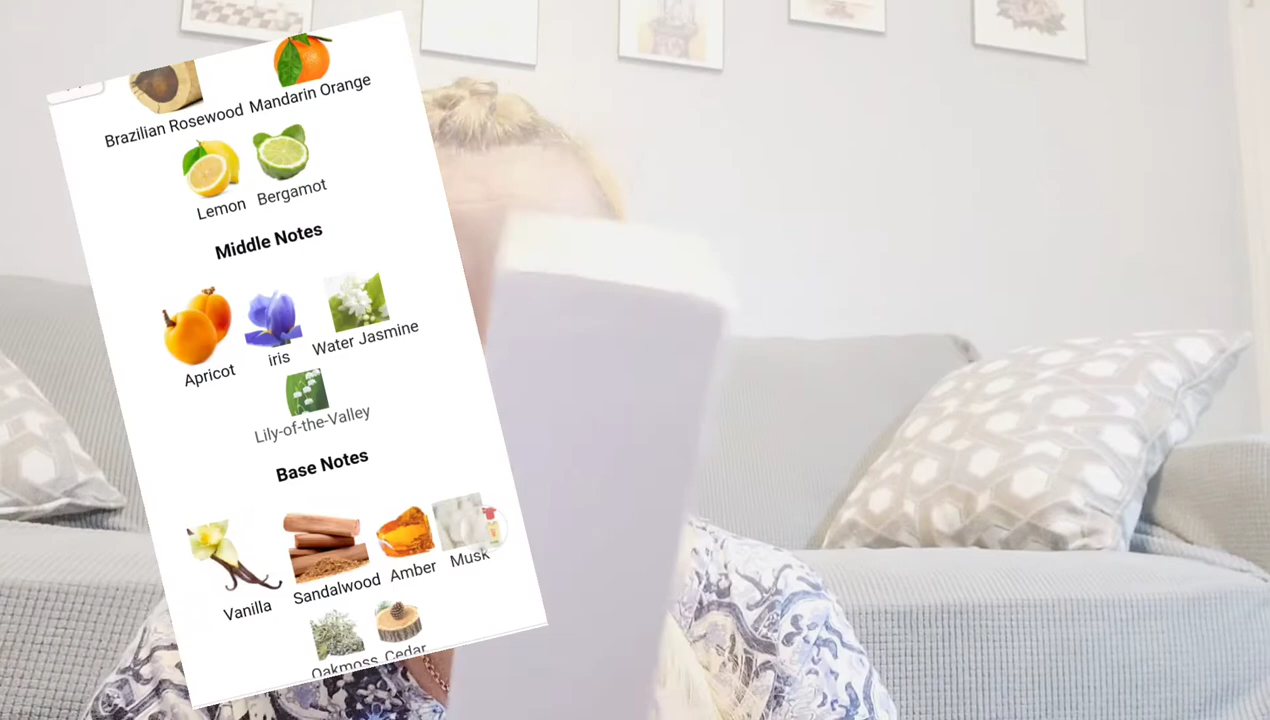 Brazilian Rosewood Mandarin Orange
Lemon Bergamot
Middle Notes
Apricot iris Water Jasmine
Lily-of-the-Valley
Base Notes
Vanilla Sandalwood Amber Musk
Oakmoss Cedar